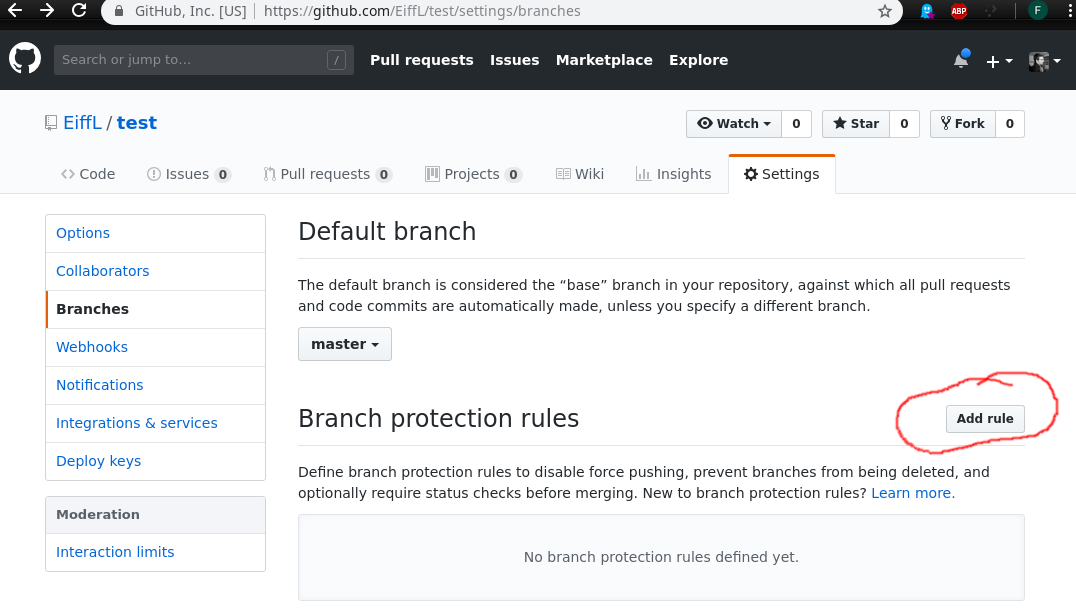 GitHub, Inc. [US] https://github.com/EiffL/test/settings/branches ABP F
Search or jump to... / Pull requests Issues Marketplace Explore
EiffL / test Watch 0 Star 0 Fork 0
Code Issues 0 Pull requests 0 Projects 0 Wiki Insights Settings
Options
Collaborators
Branches
Webhooks
Notifications
Integrations & services
Deploy keys
Moderation
Interaction limits
Default branch
The default branch is considered the “base” branch in your repository, against which all pull requests
and code commits are automatically made, unless you specify a different branch.
master
Branch protection rules Add rule
Define branch protection rules to disable force pushing, prevent branches from being deleted, and
optionally require status checks before merging. New to branch protection rules? Learn more.
No branch protection rules defined yet.